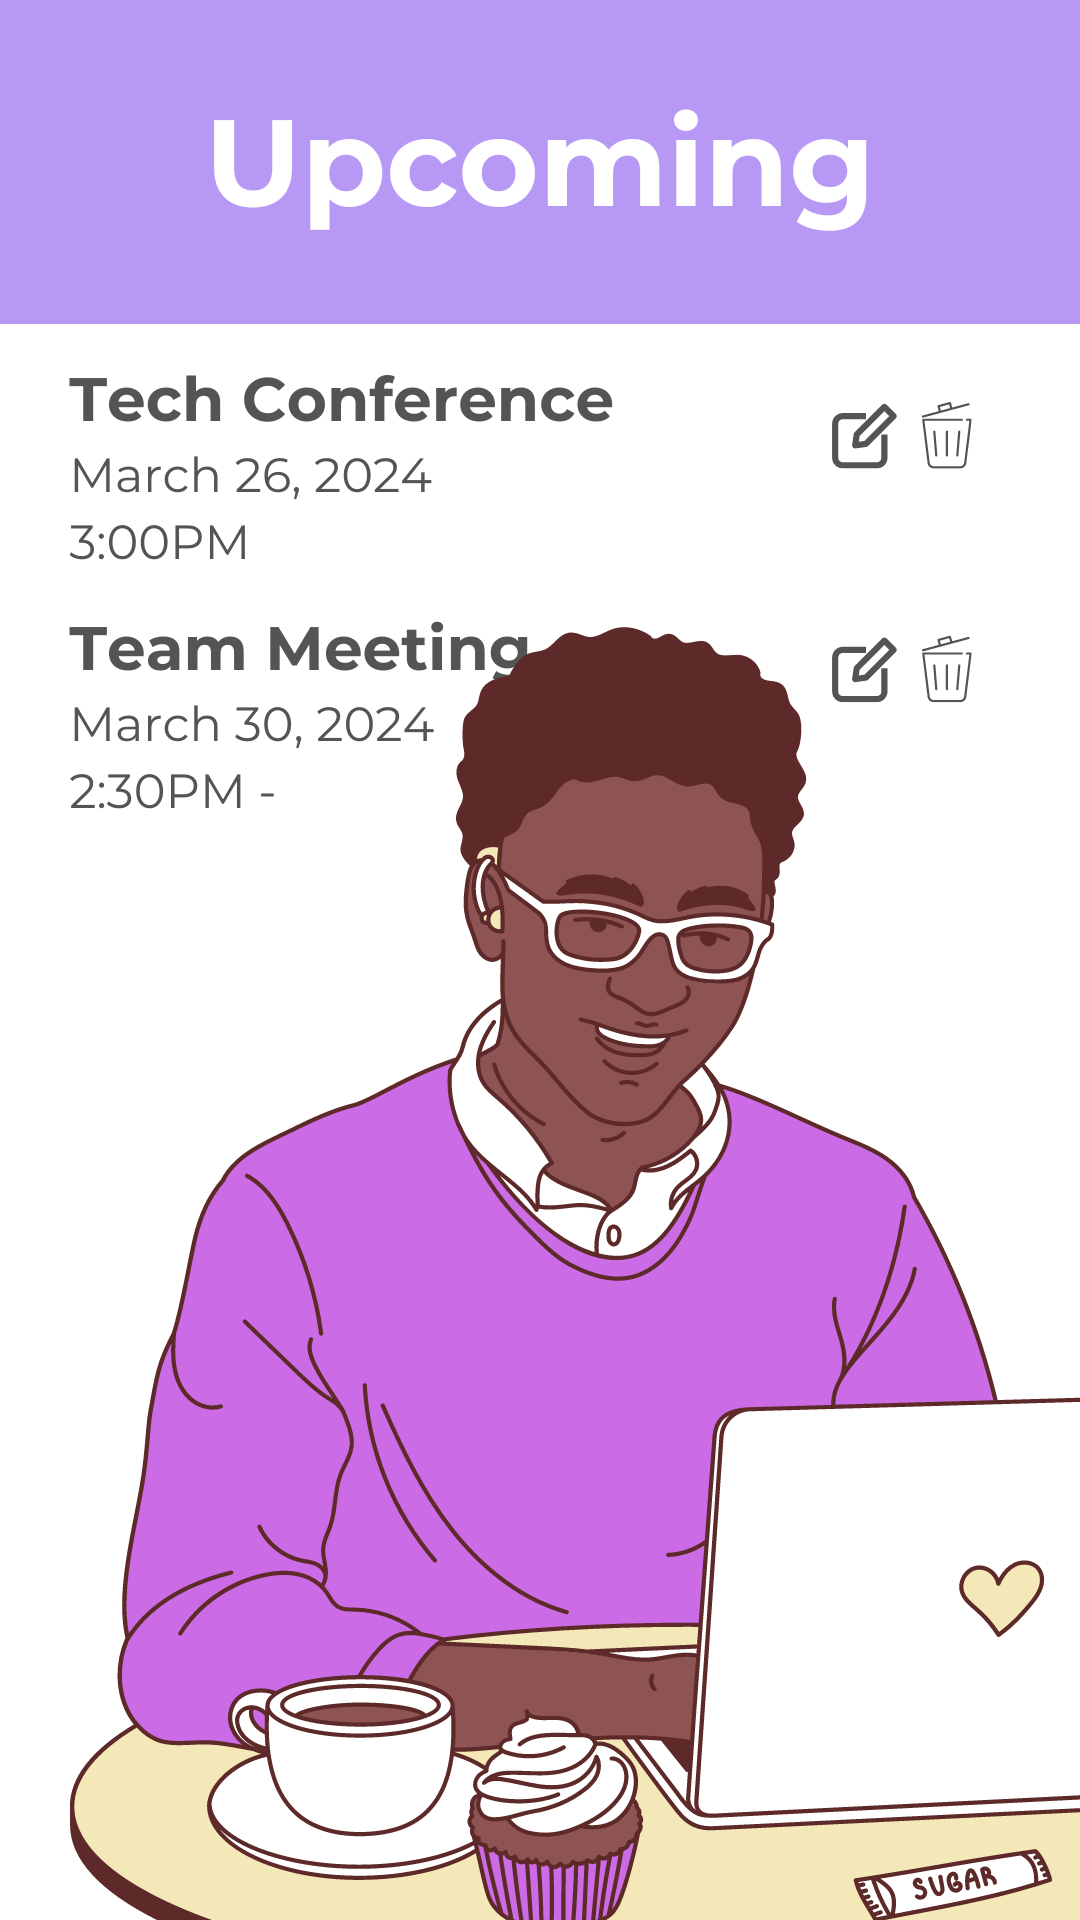 Upcoming
Tech Conference
March 26, 2024
3:00PM
Team Meeting
March 30, 2024
2:30PM -
SUGAR